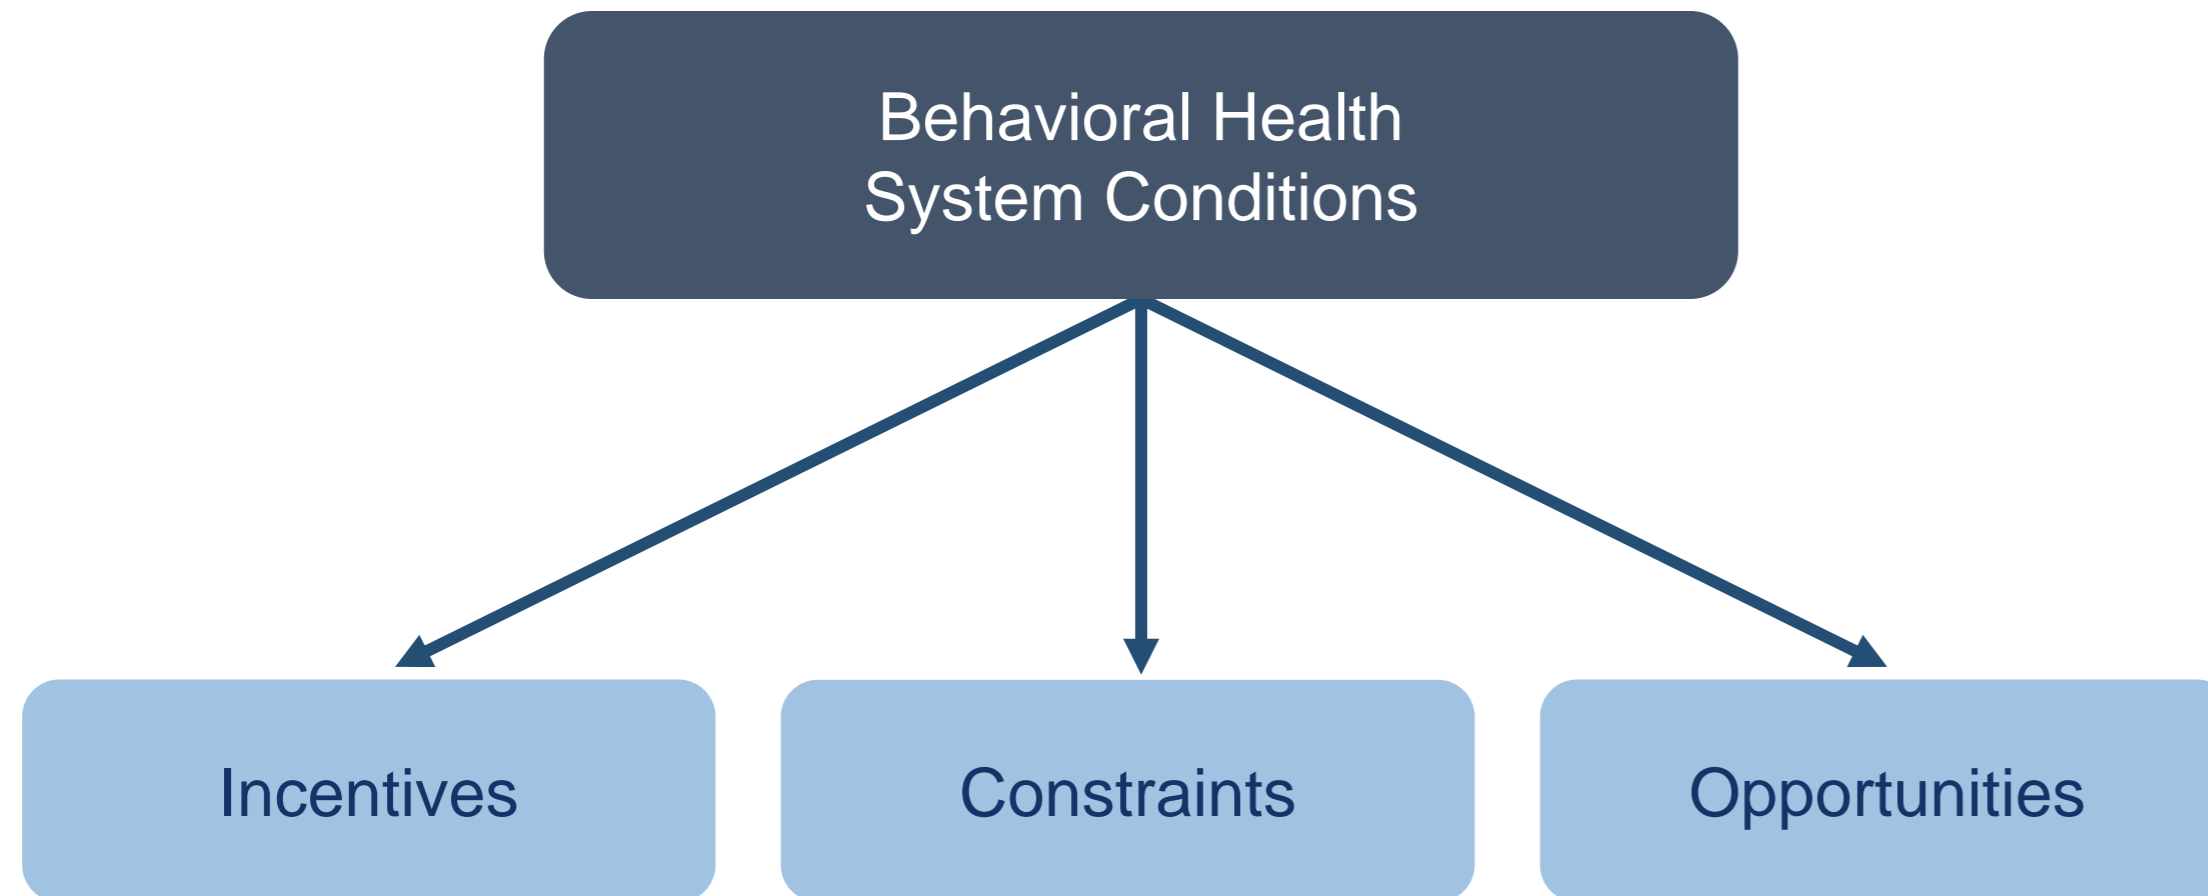 Behavioral Health
System Conditions
Incentives
Constraints
Opportunities